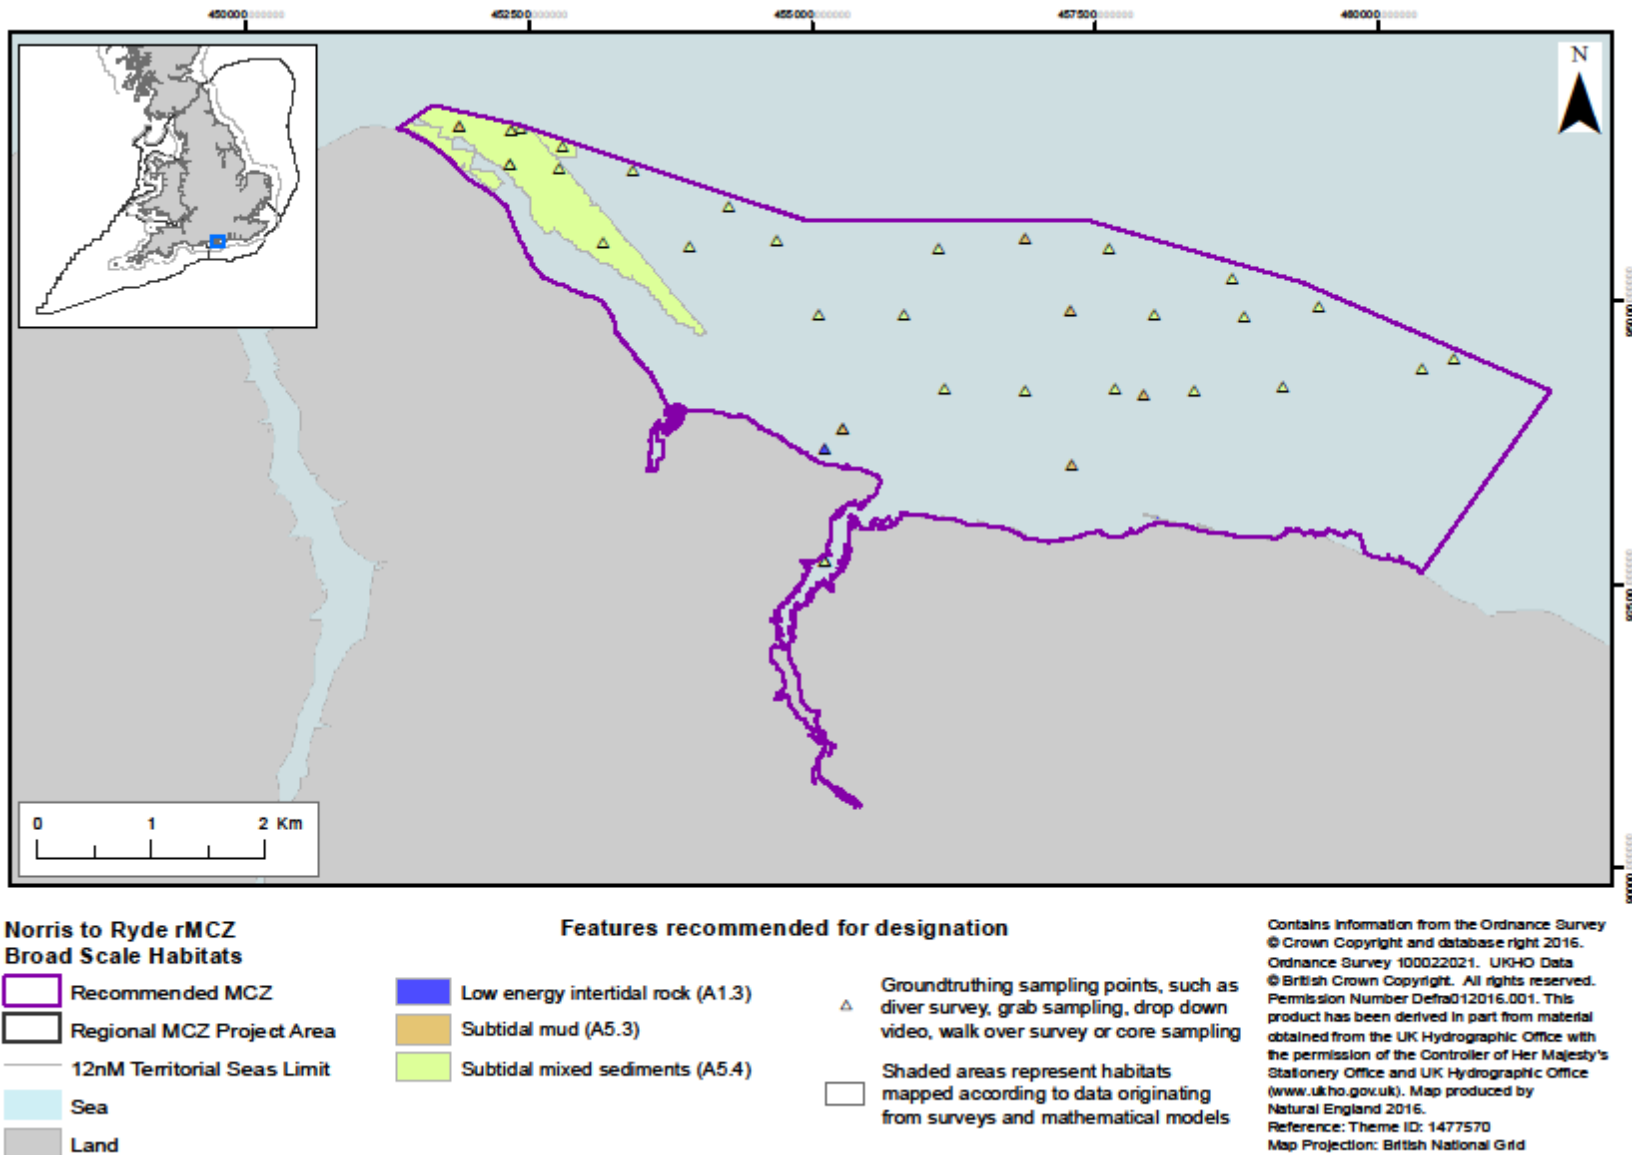 450000
452500
455000
457500
460000
N
95000
92500
90000
0 1 2 Km
Norris to Ryde rMCZ
Broad Scale Habitats
Recommended MCZ
Regional MCZ Project Area
12nM Territorial Seas Limit
Sea
Land
Features recommended for designation
Low energy intertidal rock (A1.3)
Subtidal mud (A5.3)
Subtidal mixed sediments (A5.4)
Groundtruthing sampling points, such as
diver survey, grab sampling, drop down
video, walk over survey or core sampling
Shaded areas represent habitats
mapped according to data originating
from surveys and mathematical models
Contains information from the Ordnance Survey
© Crown Copyright and database right 2016.
Ordnance Survey 100022021. UKHO Data
© British Crown Copyright. All rights reserved.
Permission Number Defra012016.001. This
product has been derived in part from material
obtained from the UK Hydrographic Office with
the permission of the Controller of Her Majesty's
Stationery Office and UK Hydrographic Office
(www.ukho.gov.uk). Map produced by
Natural England 2016.
Reference: Theme ID: 1477570
Map Projection: British National Grid